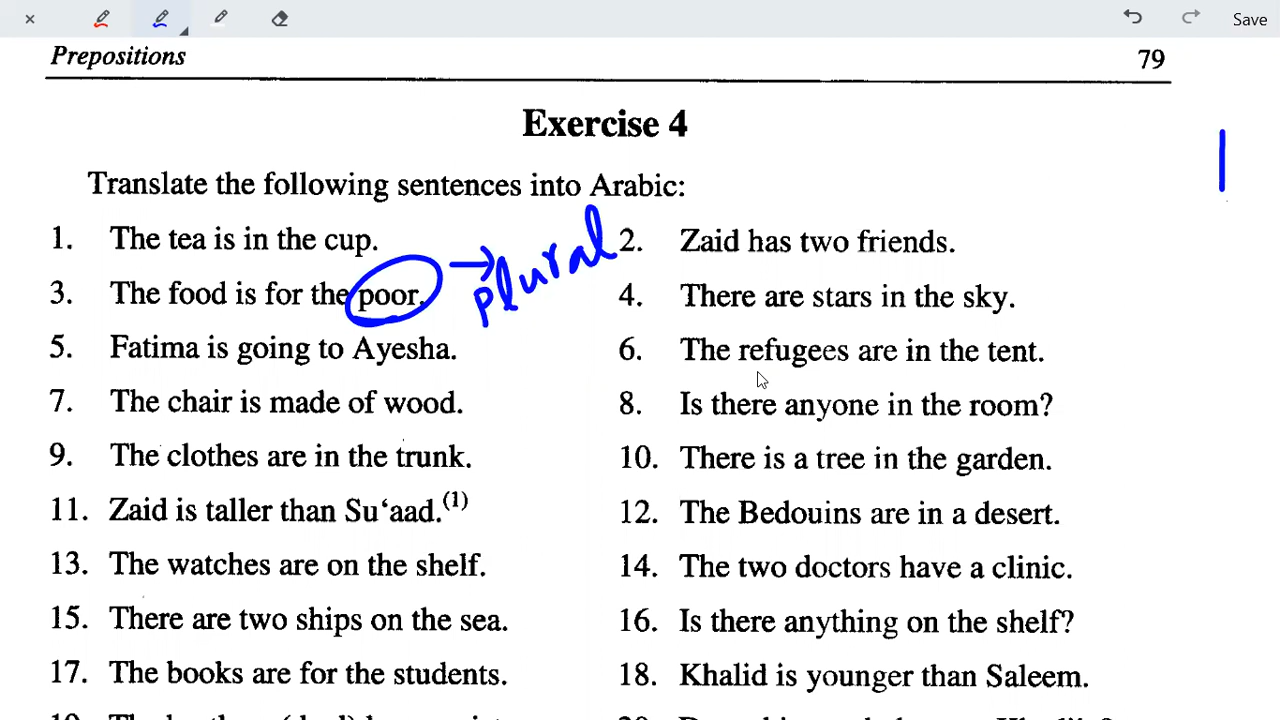 Save
Prepositions 79
Exercise 4
Translate the following sentences into Arabic:
1. The tea is in the cup. 2. Zaid has two friends.
3. The food is for the poor. → plural 4. There are stars in the sky.
5. Fatima is going to Ayesha. 6. The refugees are in the tent.
7. The chair is made of wood. 8. Is there anyone in the room?
9. The clothes are in the trunk. 10. There is a tree in the garden.
11. Zaid is taller than Su‘aad.(1) 12. The Bedouins are in a desert.
13. The watches are on the shelf. 14. The two doctors have a clinic.
15. There are two ships on the sea. 16. Is there anything on the shelf?
17. The books are for the students. 18. Khalid is younger than Saleem.